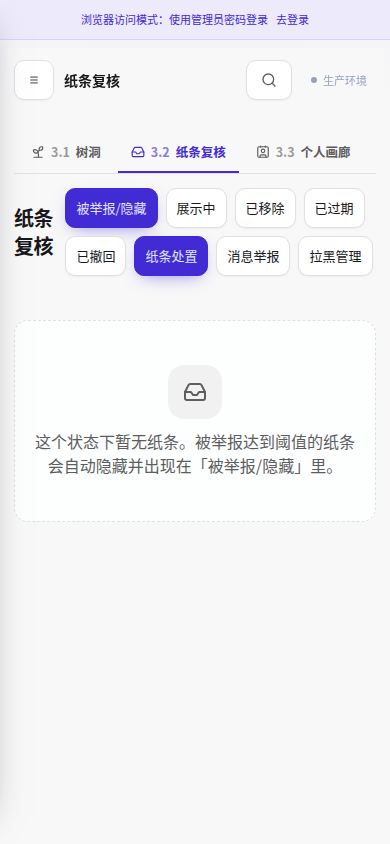 浏览器访问模式：使用管理员密码登录 去登录
纸条复核
生产环境
3.1 树洞
3.2 纸条复核
3.3 个人画廊
纸条
复核
被举报/隐藏
展示中
已移除
已过期
已撤回
纸条处置
消息举报
拉黑管理
这个状态下暂无纸条。被举报达到阈值的纸条
会自动隐藏并出现在「被举报/隐藏」里。